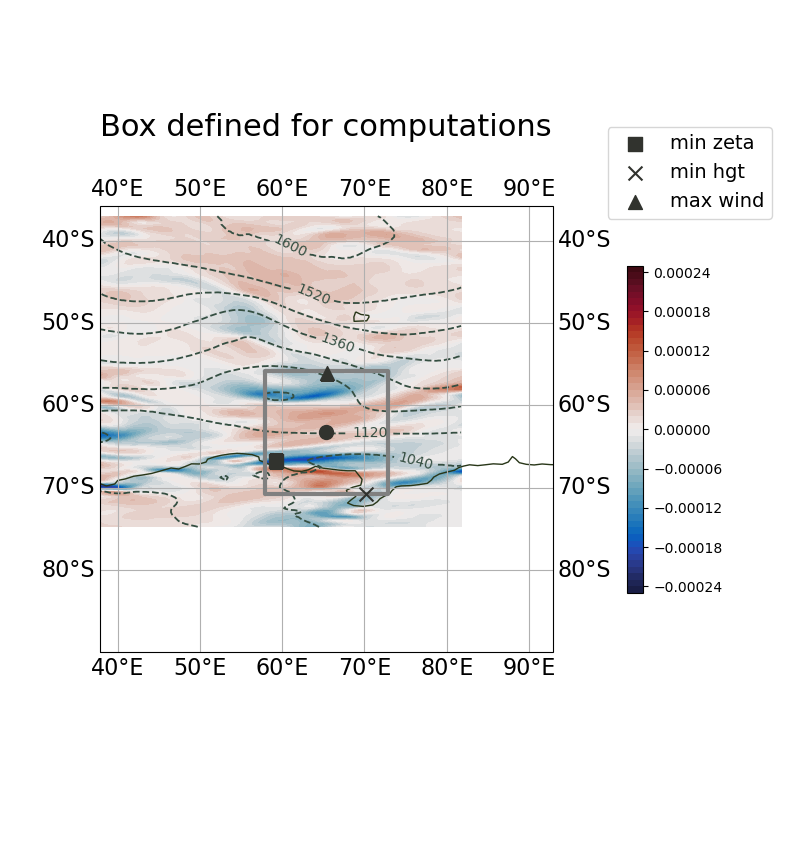 Box defined for computations
min zeta
min hgt
max wind
40°E 50°E 60°E 70°E 80°E 90°E
40°S 40°S
50°S 50°S
60°S 60°S
70°S 70°S
80°S 80°S
1600
1520
1360
1120
1040
40°E 50°E 60°E 70°E 80°E 90°E
0.00024
0.00018
0.00012
0.00006
0.00000
−0.00006
−0.00012
−0.00018
−0.00024